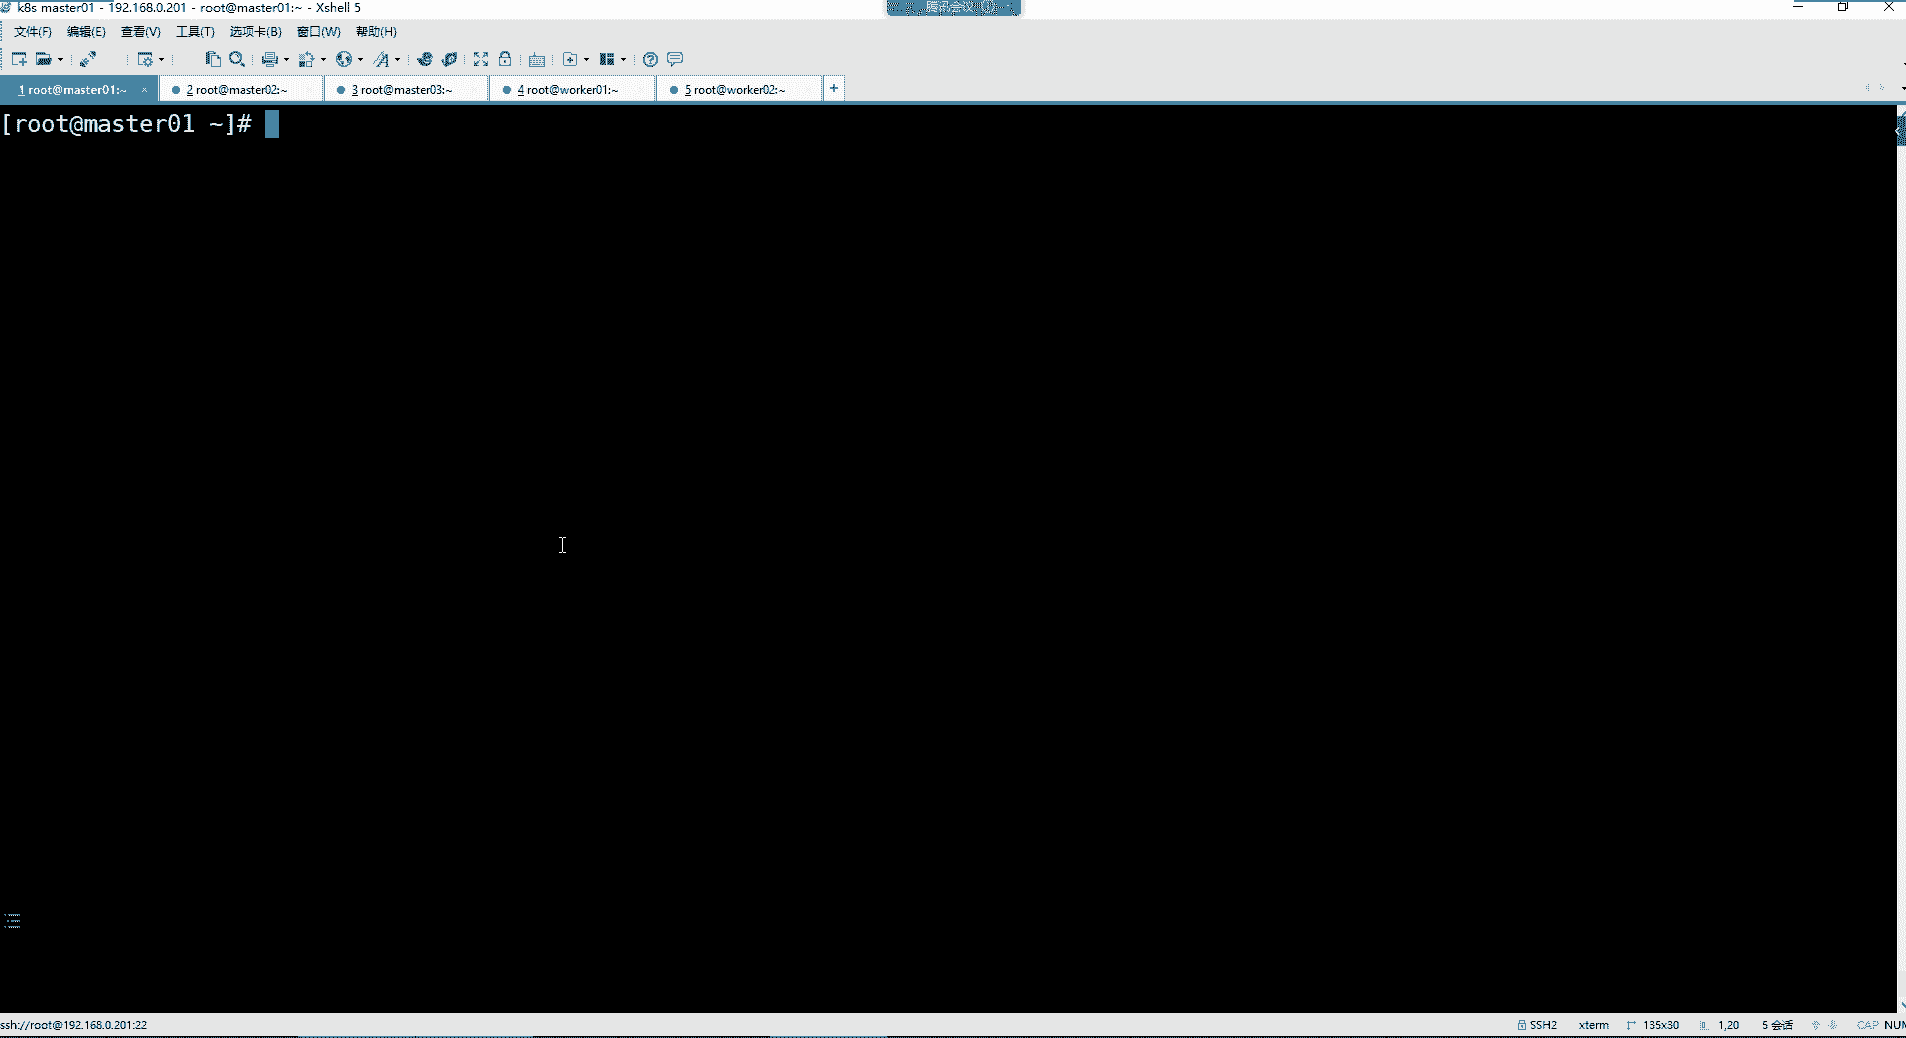 k8s master01 - 192.168.0.201 - root@master01:~ - Xshell 5
腾讯会议
文件(F) 编辑(E) 查看(V) 工具(T) 选项卡(B) 窗口(W) 帮助(H)
1 root@master01:~ × 2 root@master02:~ 3 root@master03:~ 4 root@worker01:~ 5 root@worker02:~ +
[root@master01 ~]#
ssh://root@192.168.0.201:22 SSH2 xterm 135x30 1,20 5 会话 CAP NUM